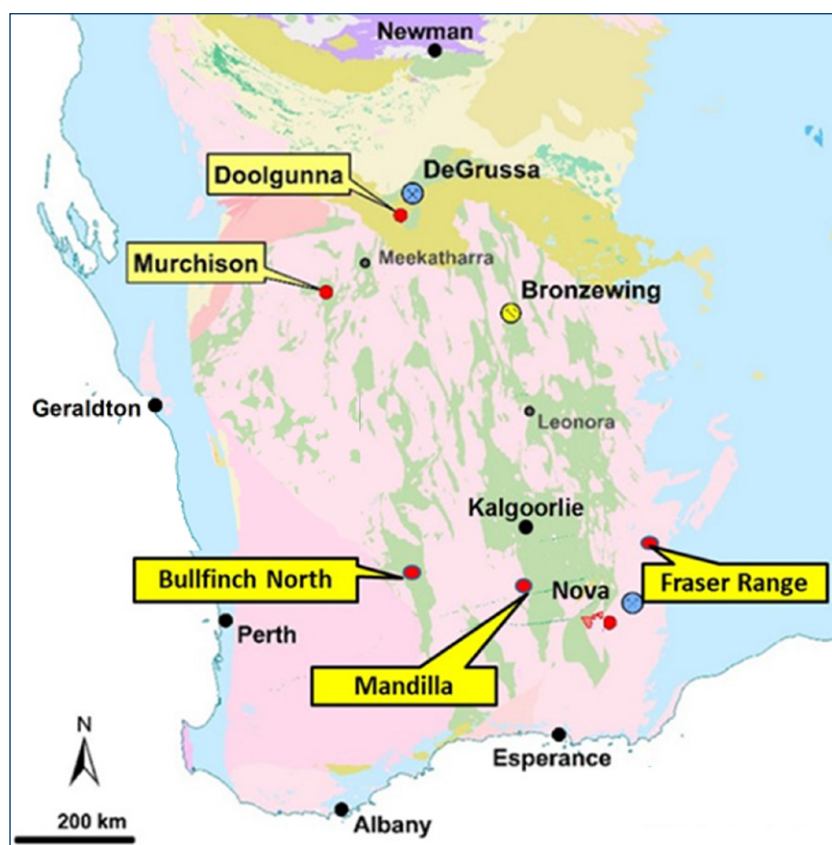 Newman
Doolgunna
DeGrussa
Meekatharra
Murchison
Bronzewing
Geraldton
Leonora
Kalgoorlie
Bullfinch North
Nova
Fraser Range
Perth
Mandilla
N
Esperance
200 km
Albany